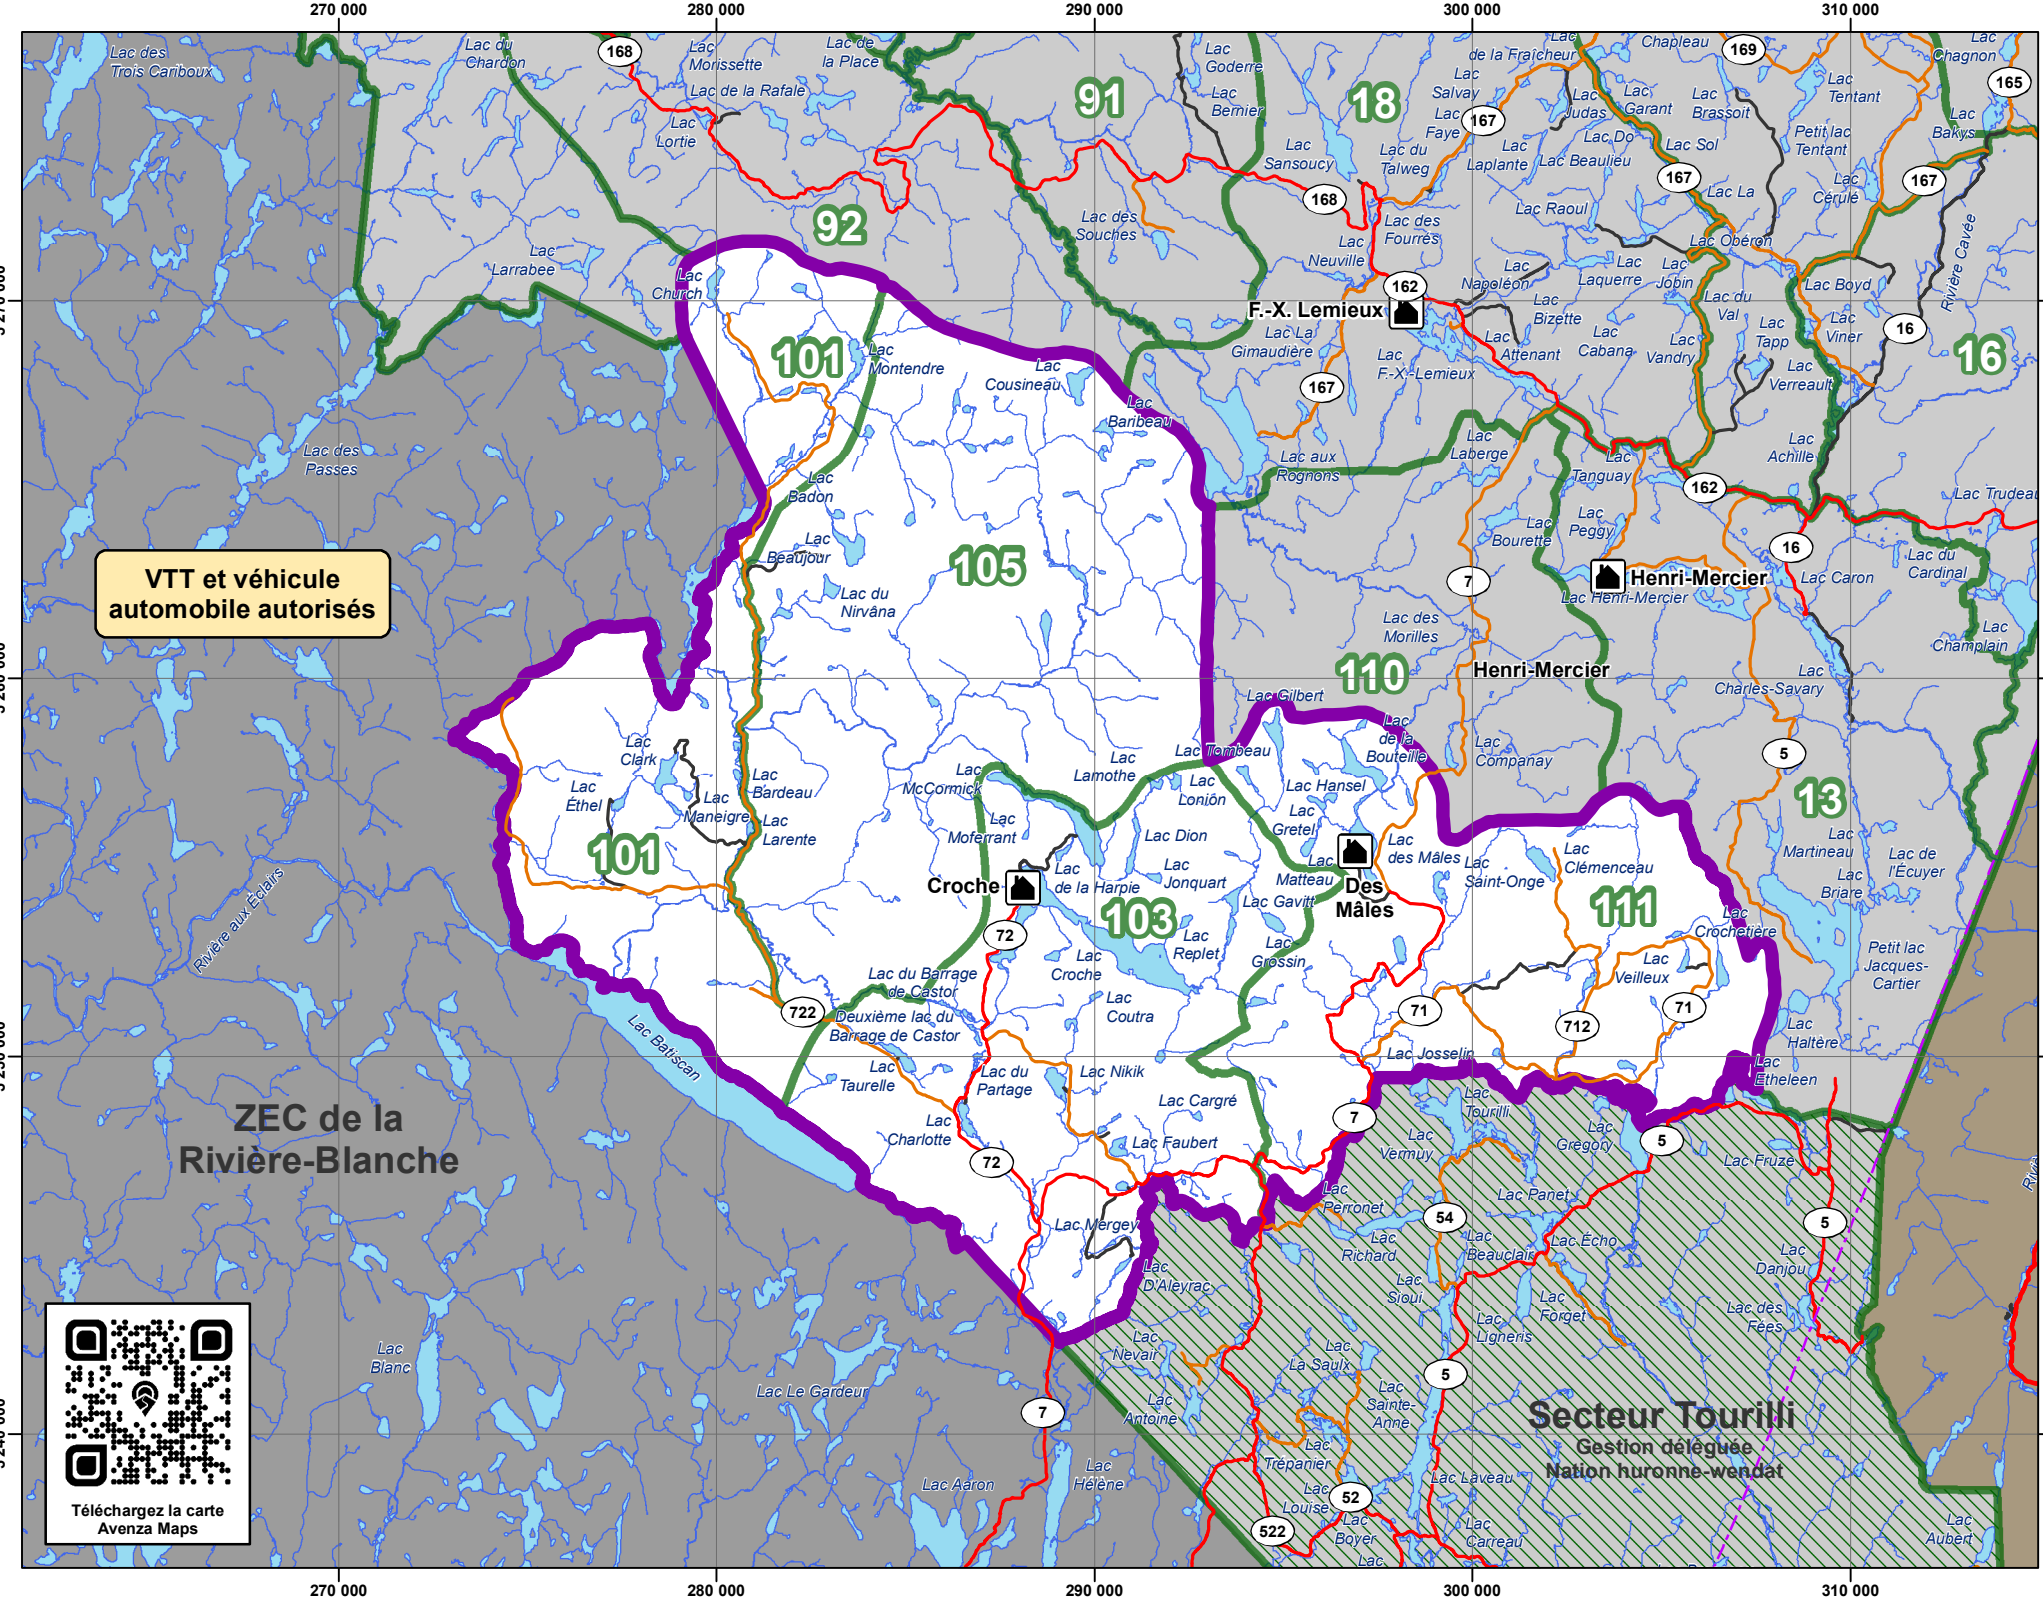 270 000
280 000
290 000
300 000
310 000
Lac des
Trois Cariboux
Lac du
Chardon
168
Lac
Morissette
Lac de la Rafale
Lac
Lortie
Lac de
la Place
Lac
Goderre
Lac
Bernier
91
18
Lac
de la Fraîcheur
Chapleau
169
Lac
Chagnon
165
Lac
Salvay
Lac
Faye
167
Lac
Judas
Lac
Garant
Lac
Brassoit
Lac
Tentant
Lac
Bakys
Lac
Sansoucy
Lac du
Talweg
Lac
Laplante
Lac Do
Lac Beaulieu
Lac Sol
Petit lac
Tentant
167
Lac La
Lac
Cérulé
167
92
Lac des
Souches
168
Lac des
Fourrés
Lac
Neuville
Lac Raoul
Lac Obéron
Rivière Cavée
Lac
Larrabee
Lac
Church
162
F.-X. Lemieux
Lac
Napoléon
Lac
Laquerre
Lac
Jobin
Lac Boyd
Lac
Bizette
Lac du
Val
Lac La
Gimaudière
Lac
Attenant
Lac
Cabana
Lac
Vandry
Lac
Tapp
Lac
Viner
16
16
101
Lac
Montendre
Lac
Cousineau
Lac
F.-X.-Lemieux
Lac
Verreault
167
Lac
Baribeau
Lac des
Passes
Lac aux
Rognons
Lac
Laberge
Lac
Tanguay
Lac
Achille
Lac
Badon
162
Lac Trudeau
Lac
Bourette
Lac
Peggy
Lac
Beaujour
105
16
Lac du
Cardinal
VTT et véhicule
automobile autorisés
7
Henri-Mercier
Lac Henri-Mercier
Lac Caron
Lac du
Nirvâna
Lac des
Morilles
Lac
Champlain
110
Henri-Mercier
Lac
Charles-Savary
Lac Gilbert
Lac
de la
Bouteille
Lac
Clark
Lac Tombeau
Lac
Companay
5
Lac
McCormick
Lac
Lamothe
Lac
Bardeau
Lac
Éthel
Lac
Maneigre
Lac
Lonion
Lac Hansel
13
Lac
Larente
Lac
Moferrant
Lac Dion
Lac
Gretel
Lac
des Mâles
Lac
Martineau
101
Croche
Lac
de la Harpie
Lac
Jonquart
Lac
Matteau
Des
Mâles
Lac
Saint-Onge
Lac
Clémenceau
Lac de
l'Écuyer
Lac
Briare
103
Lac Gavitt
111
Lac
Crochetière
72
Lac
Replet
Lac
Grossin
Petit lac
Jacques-
Cartier
Rivière aux Éclairs
Lac
Croche
Lac
Veilleux
Lac du Barrage
de Castor
722
Deuxième lac du
Barrage de Castor
Lac
Coutra
71
712
71
Lac
Haltère
Lac Batiscan
Lac
Taurelle
Lac du
Partage
Lac Nikik
Lac Josselin
Lac
Etheleen
ZEC de la
Rivière-Blanche
Lac
Charlotte
Lac Cargré
7
Lac
Tourilli
Lac Faubert
Lac
Vermuy
Lac
Gregory
5
Lac Fruze
72
Lac
Perronet
Lac Panet
54
5
Lac Mergey
Lac
Richard
Lac
Beauclair
Lac Écho
Lac
D'Aleyrac
Lac
Sioui
Lac
Forget
Lac
Danjou
Lac des
Fées
Lac
Ligneris
Lac
Nevair
Lac
La Saulx
Lac
Blanc
Lac Le Gardeur
5
Lac
Sainte-
Anne
7
Lac
Antoine
Secteur Tourilli
Gestion déléguée
Nation huronne-wendat
Lac
Trépanier
Lac Aaron
Lac
Hélène
Lac Laveau
Lac
Louise
52
522
Lac
Boyer
Lac
Carreau
Lac
Lac
Aubert
Téléchargez la carte
Avenza Maps
270 000
280 000
290 000
300 000
310 000